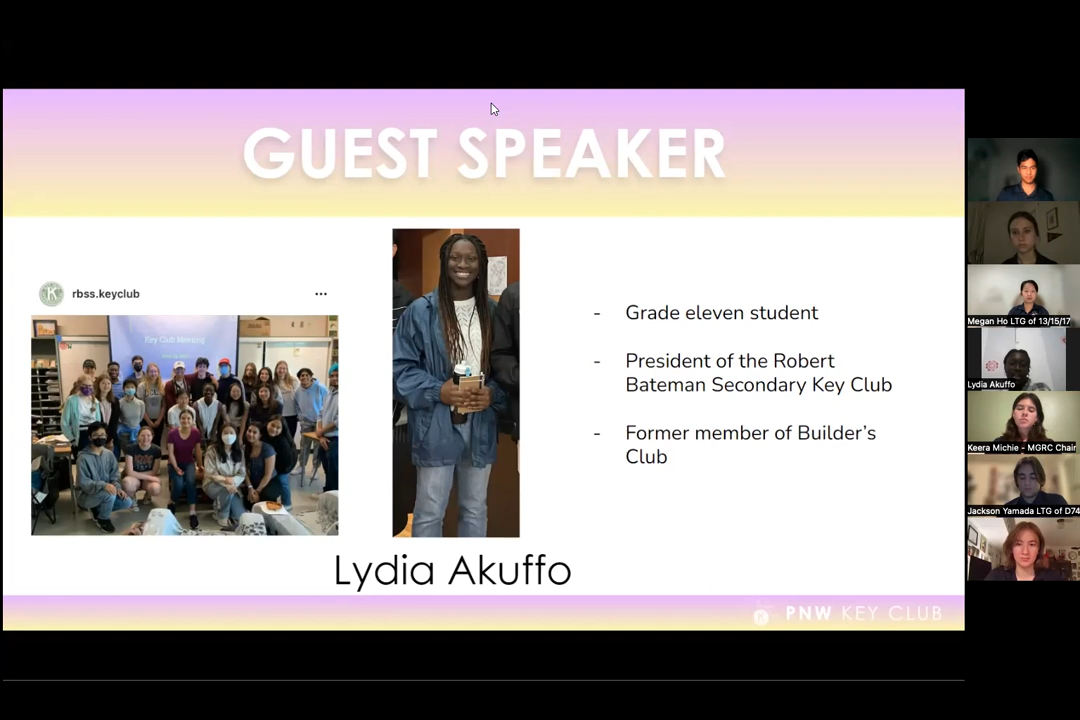 GUEST SPEAKER
rbss.keyclub
Key Club Meeting
- Grade eleven student
- President of the Robert
Bateman Secondary Key Club
- Former member of Builder's
Club
Lydia Akuffo
PNW KEY CLUB
Megan Ho LTG of 13/15/17
Lydia Akuffo
Keera Michie - MGRC Chair
Jackson Yamada LTG of D74